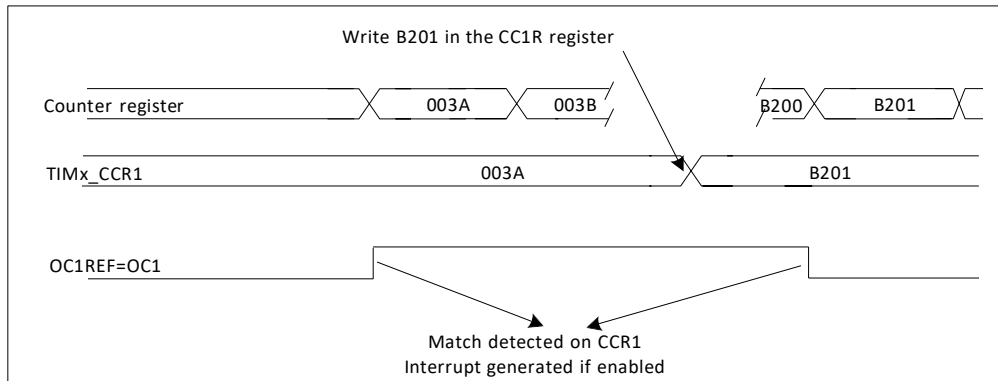 Write B201 in the CC1R register
Counter register 003A 003B B200 B201
TIMx_CCR1 003A B201
OC1REF=OC1
Match detected on CCR1
Interrupt generated if enabled